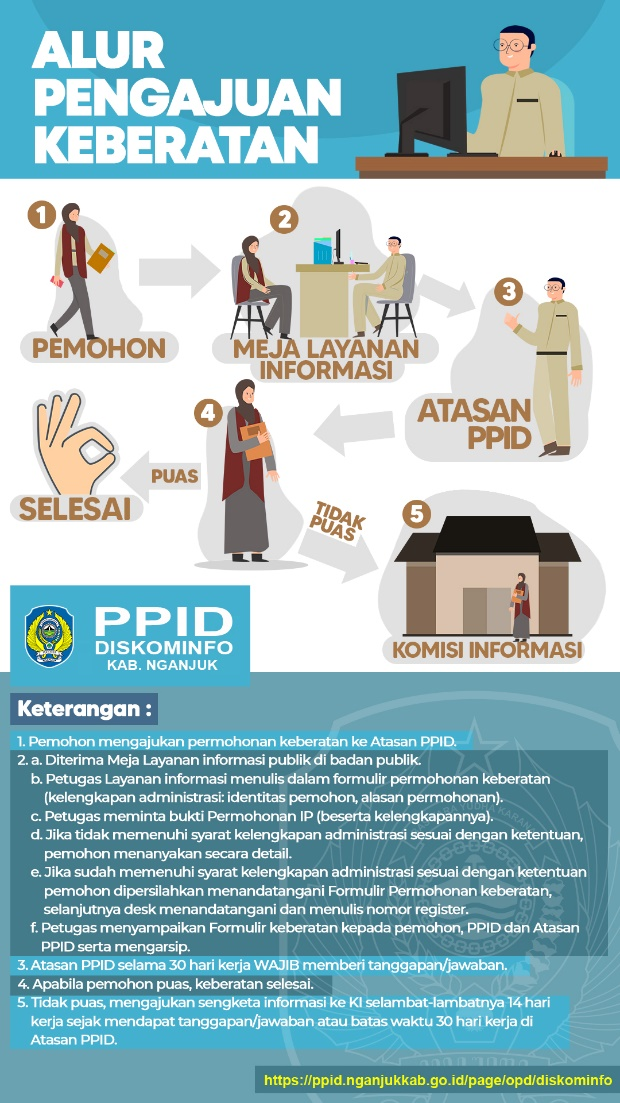 ALUR
PENGAJUAN
KEBERATAN
1
PEMOHON
2
MEJA LAYANAN
INFORMASI
3
ATASAN
PPID
4
PUAS
SELESAI
TIDAK
PUAS
5
KOMISI INFORMASI
PPID
DISKOMINFO
KAB. NGANJUK
Keterangan :
1. Pemohon mengajukan permohonan keberatan ke Atasan PPID.
2. a. Diterima Meja Layanan informasi publik di badan publik.
b. Petugas Layanan informasi menulis dalam formulir permohonan keberatan
(kelengkapan administrasi: identitas pemohon, alasan permohonan).
c. Petugas meminta bukti Permohonan IP (beserta kelengkapannya).
d. Jika tidak memenuhi syarat kelengkapan administrasi sesuai dengan ketentuan,
pemohon menanyakan secara detail.
e. Jika sudah memenuhi syarat kelengkapan administrasi sesuai dengan ketentuan
pemohon dipersilahkan menandatangani Formulir Permohonan keberatan,
selanjutnya desk menandatangani dan menulis nomor register.
f. Petugas menyampaikan Formulir keberatan kepada pemohon, PPID dan Atasan
PPID serta mengarsip.
3. Atasan PPID selama 30 hari kerja WAJIB memberi tanggapan/jawaban.
4. Apabila pemohon puas, keberatan selesai.
5. Tidak puas, mengajukan sengketa informasi ke KI selambat-lambatnya 14 hari
kerja sejak mendapat tanggapan/jawaban atau batas waktu 30 hari kerja di
Atasan PPID.
https://ppid.nganjukkab.go.id/page/opd/diskominfo